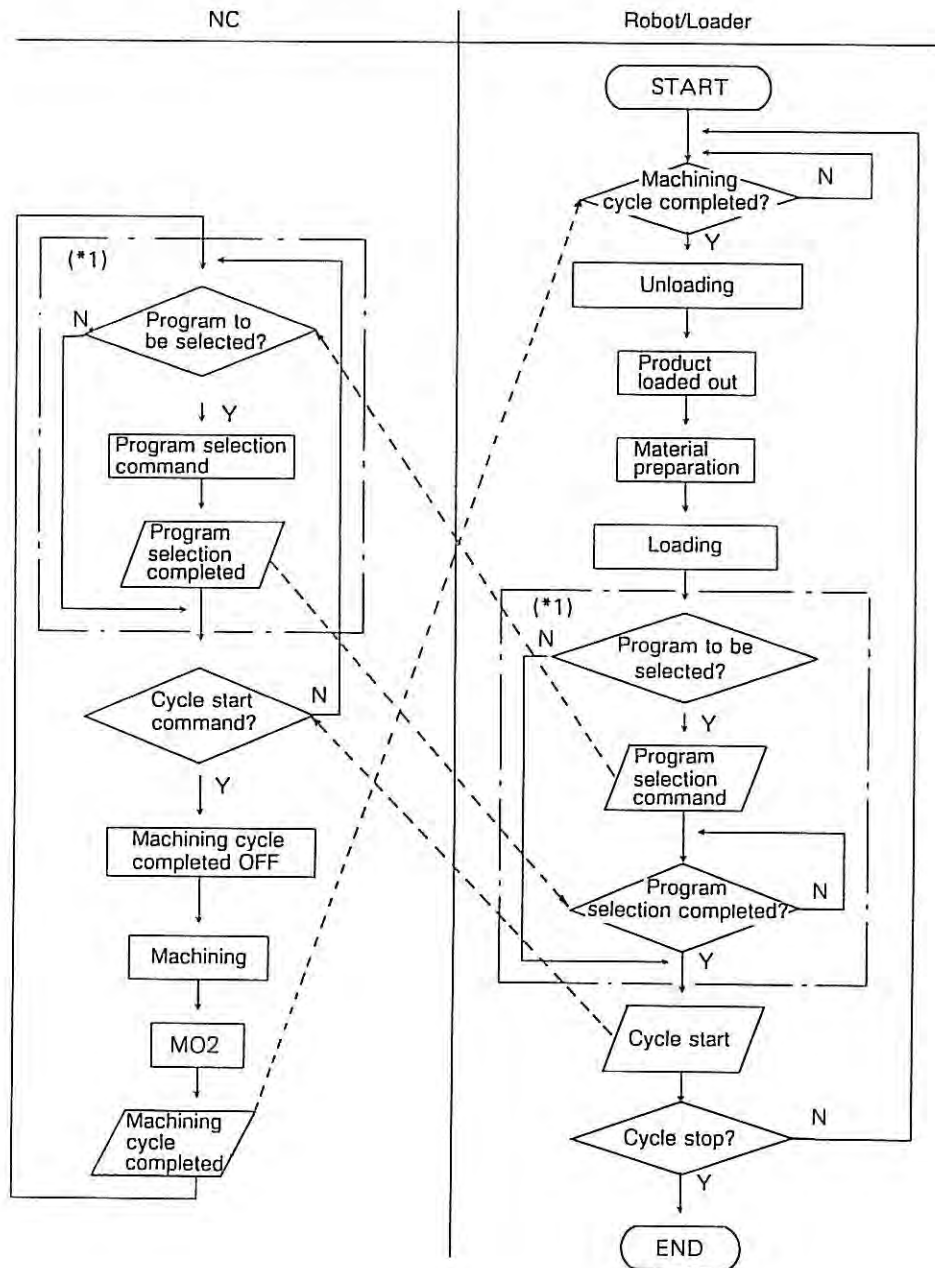 NC
Robot/Loader
START
Machining
cycle completed?
N
Y
Unloading
Product
loaded out
Material
preparation
Loading
(*1)
N
Program to be
selected?
Y
Program
selection
command
Program
selection completed?
N
Y
Cycle start
Cycle stop?
N
Y
END
(*1)
N
Program to
be selected?
Y
Program selection
command
Program
selection
completed
Cycle start
command?
N
Y
Machining cycle
completed OFF
Machining
MO2
Machining
cycle
completed